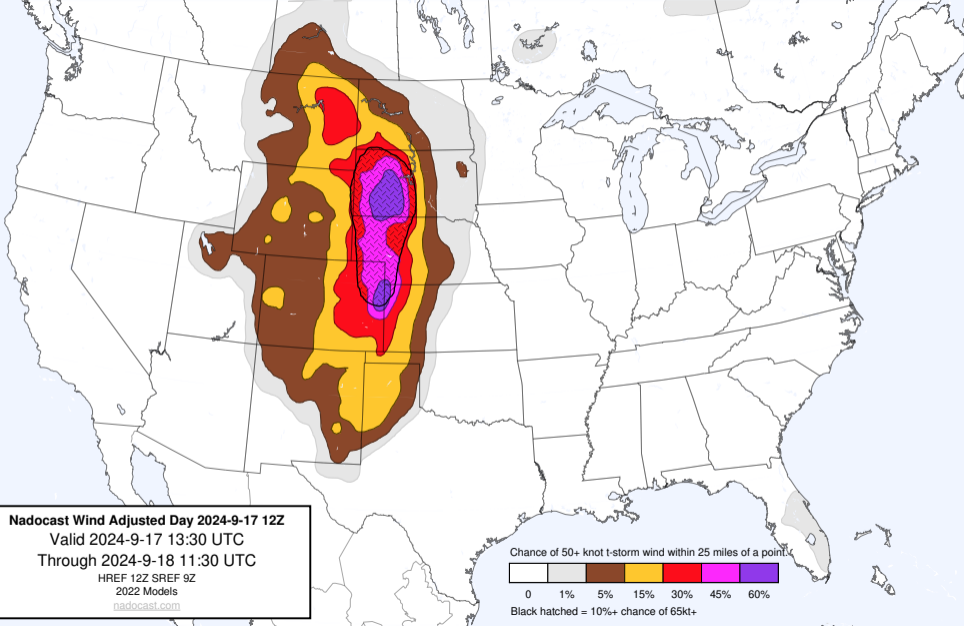 Nadocast Wind Adjusted Day 2024-9-17 12Z
Valid 2024-9-17 13:30 UTC
Through 2024-9-18 11:30 UTC
HREF 12Z SREF 9Z
2022 Models
nadocast.com
Chance of 50+ knot t-storm wind within 25 miles of a point.
0 1% 5% 15% 30% 45% 60%
Black hatched = 10%+ chance of 65kt+